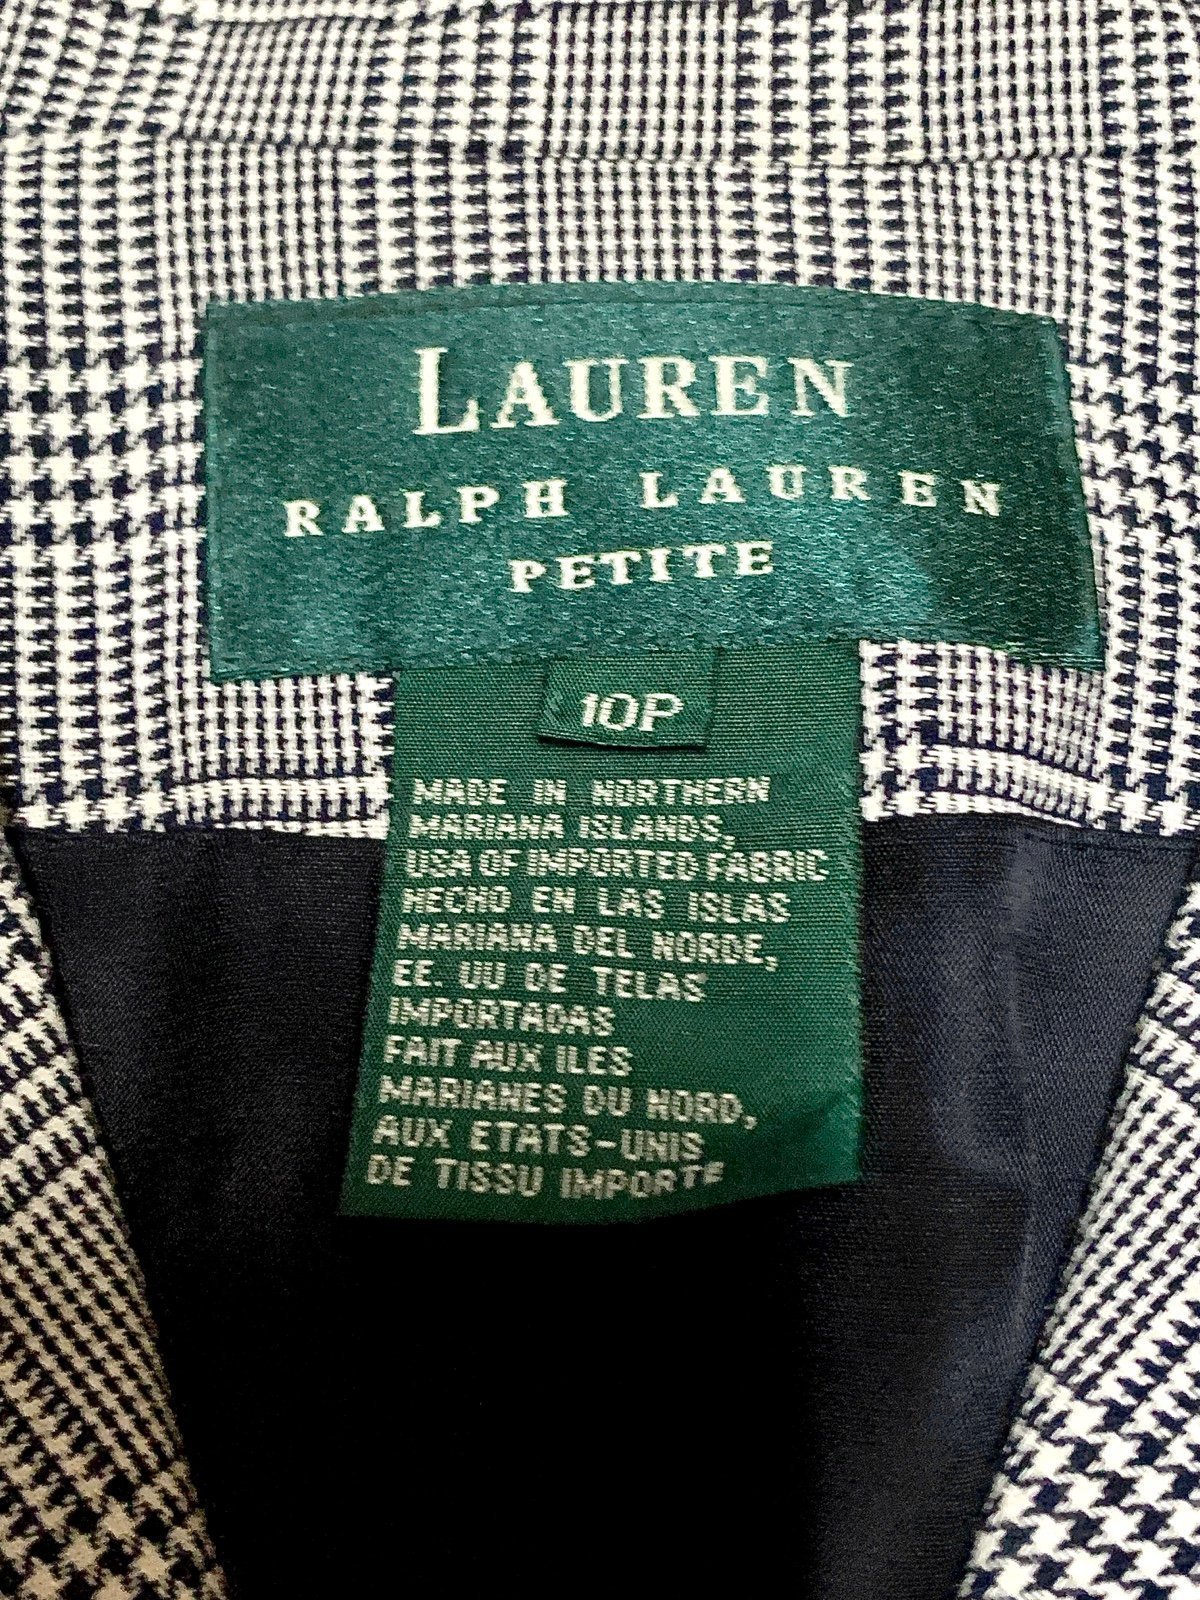 LAUREN
RALPH LAUREN
PETITE
10P
MADE IN NORTHERN
MARIANA ISLANDS,
USA OF IMPORTED FABRIC
HECHO EN LAS ISLAS
MARIANA DEL NORDE,
EE. UU DE TELAS
IMPORTADAS
FAIT AUX ILES
MARIANES DU NORD,
AUX ETATS-UNIS
DE TISSU IMPORTE